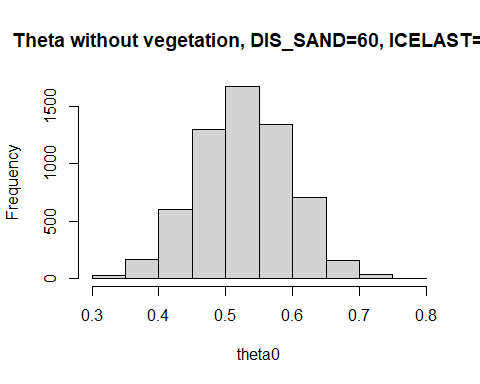 Theta without vegetation, DIS_SAND=60, ICELAST=
Frequency
1500
1000
500
0
0.3 0.4 0.5 0.6 0.7 0.8
theta0